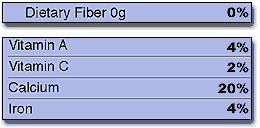 Dietary Fiber 0g 0%
Vitamin A 4%
Vitamin C 2%
Calcium 20%
Iron 4%